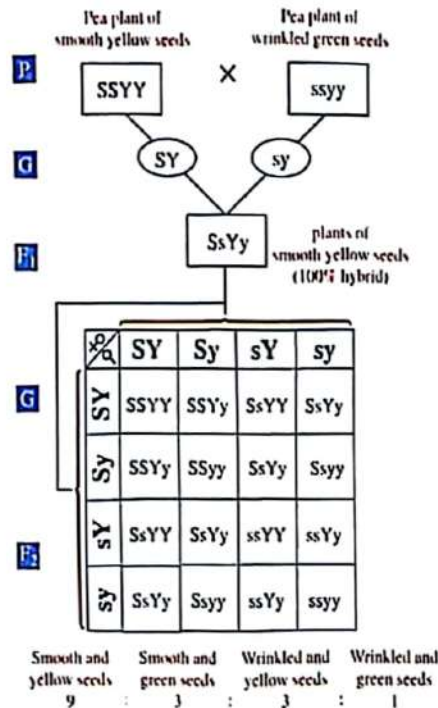 Pea plant of
smooth yellow seeds
Pea plant of
wrinkled green seeds
P.
SSYY
×
ssyy
G
SY
sy
F1
SsYy
plants of
smooth yellow seeds
(100% hybrid)
SY Sy sY sy
G
SY SSYY SSYy SsYY SsYy
Sy SSYy SSyy SsYy Ssyy
sY SsYY SsYy ssYY ssYy
F2
sy SsYy Ssyy ssYy ssyy
Smooth and
yellow seeds
Smooth and
green seeds
Wrinkled and
yellow seeds
Wrinkled and
green seeds
9 : 3 : 3 : 1